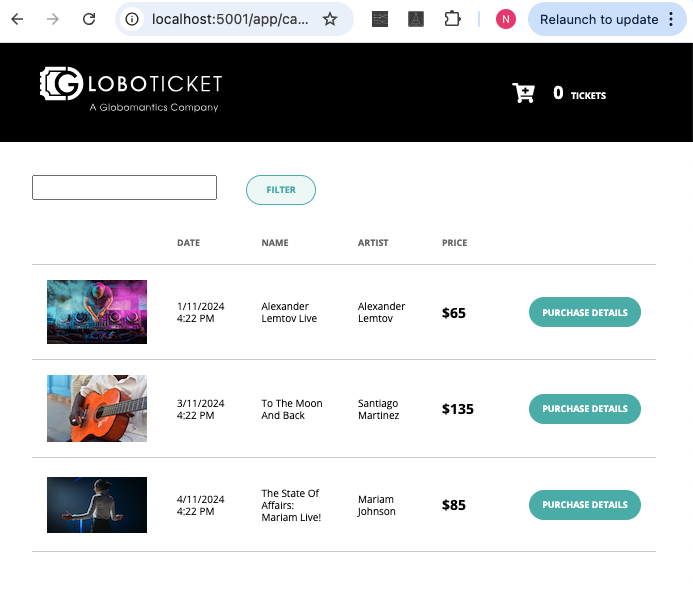 localhost:5001/app/ca...
N
Relaunch to update
GLOBOTICKET
A Globomantics Company
0 TICKETS
FILTER
DATE NAME ARTIST PRICE
1/11/2024
4:22 PM
Alexander
Lemtov Live
Alexander
Lemtov
$65
PURCHASE DETAILS
3/11/2024
4:22 PM
To The Moon
And Back
Santiago
Martinez
$135
PURCHASE DETAILS
4/11/2024
4:22 PM
The State Of
Affairs:
Mariam Live!
Mariam
Johnson
$85
PURCHASE DETAILS